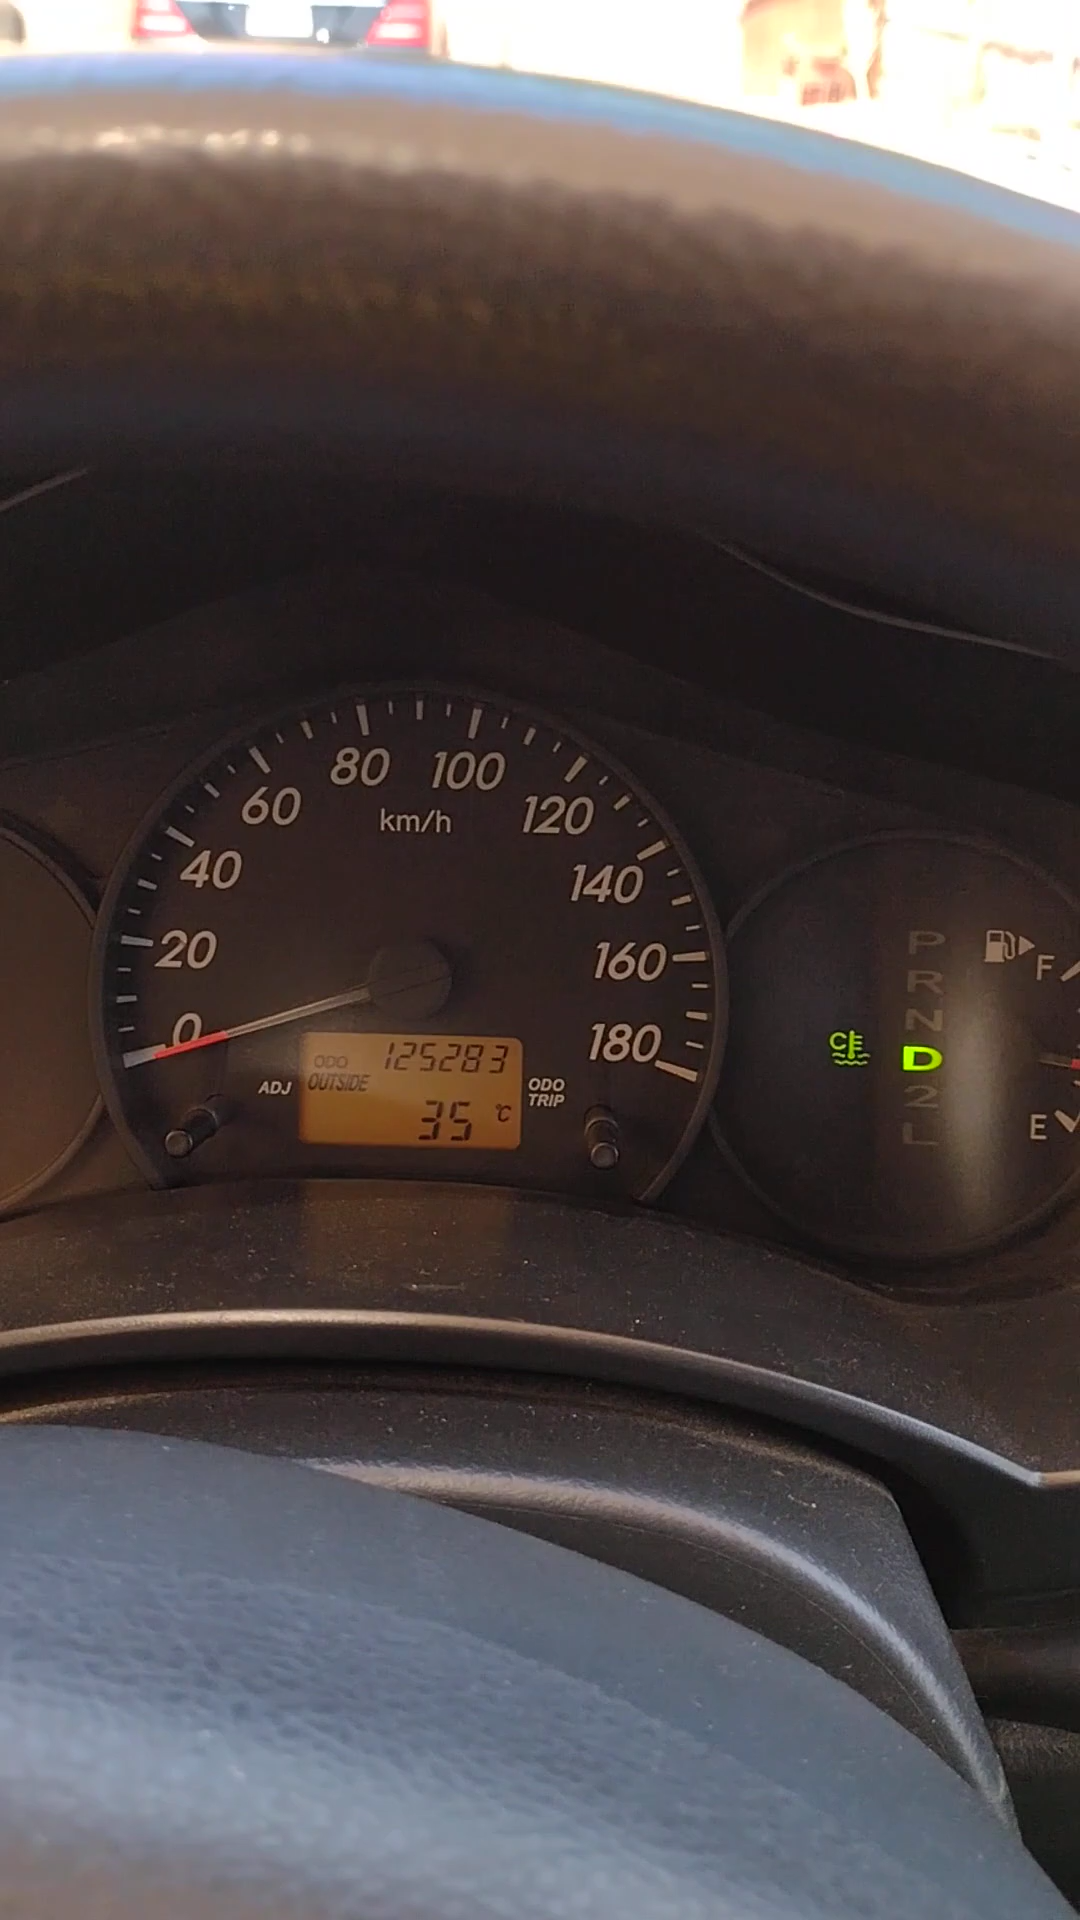 80 100
60 km/h 120
40 140
20 160
0 180
ODO 125283
ADJ OUTSIDE ODO
TRIP
35 °C
P
R
N
D
2
L
F
C
E